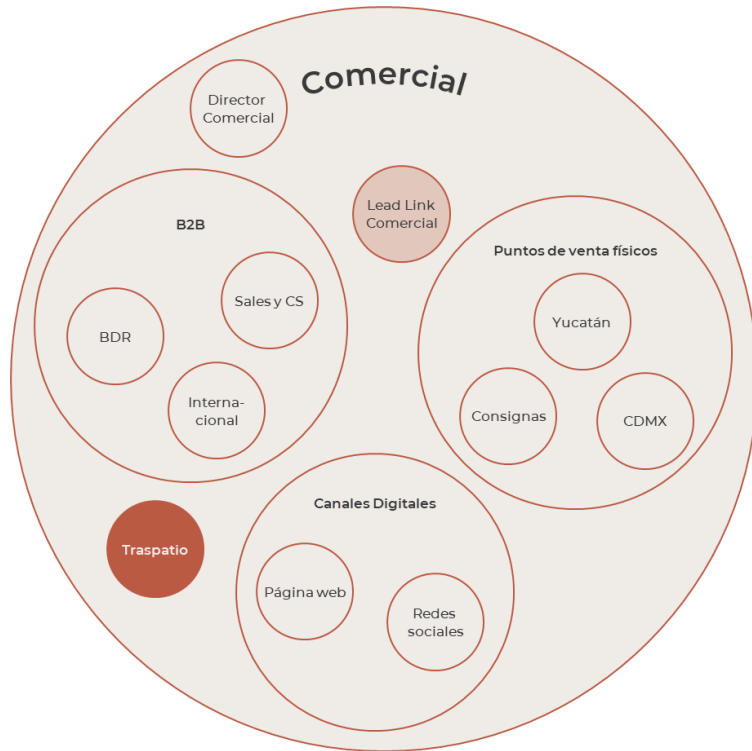 Comercial
Director
Comercial
Lead Link
Comercial
B2B
Sales y CS
BDR
Interna-
cional
Puntos de venta físicos
Yucatán
Consignas
CDMX
Traspatio
Canales Digitales
Página web
Redes
sociales